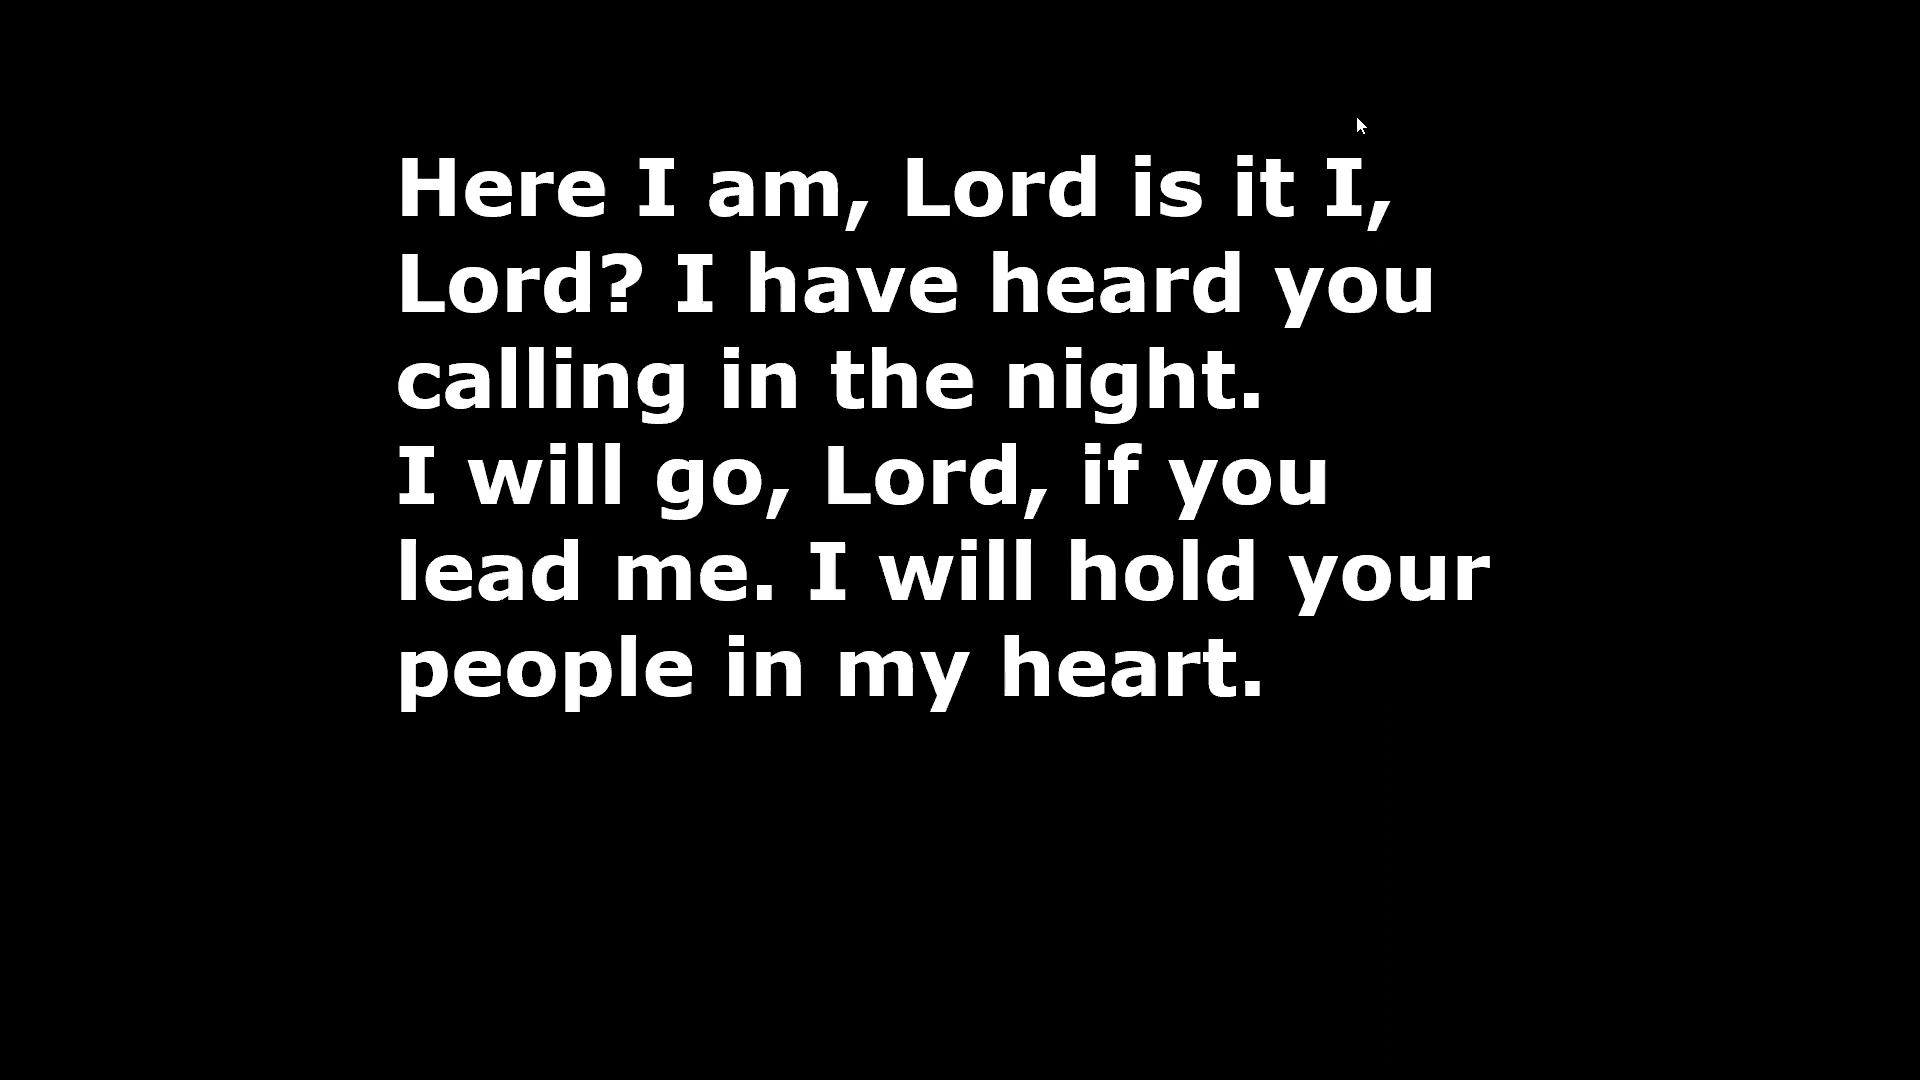 Here I am, Lord is it I,
Lord? I have heard you
calling in the night.
I will go, Lord, if you
lead me. I will hold your
people in my heart.